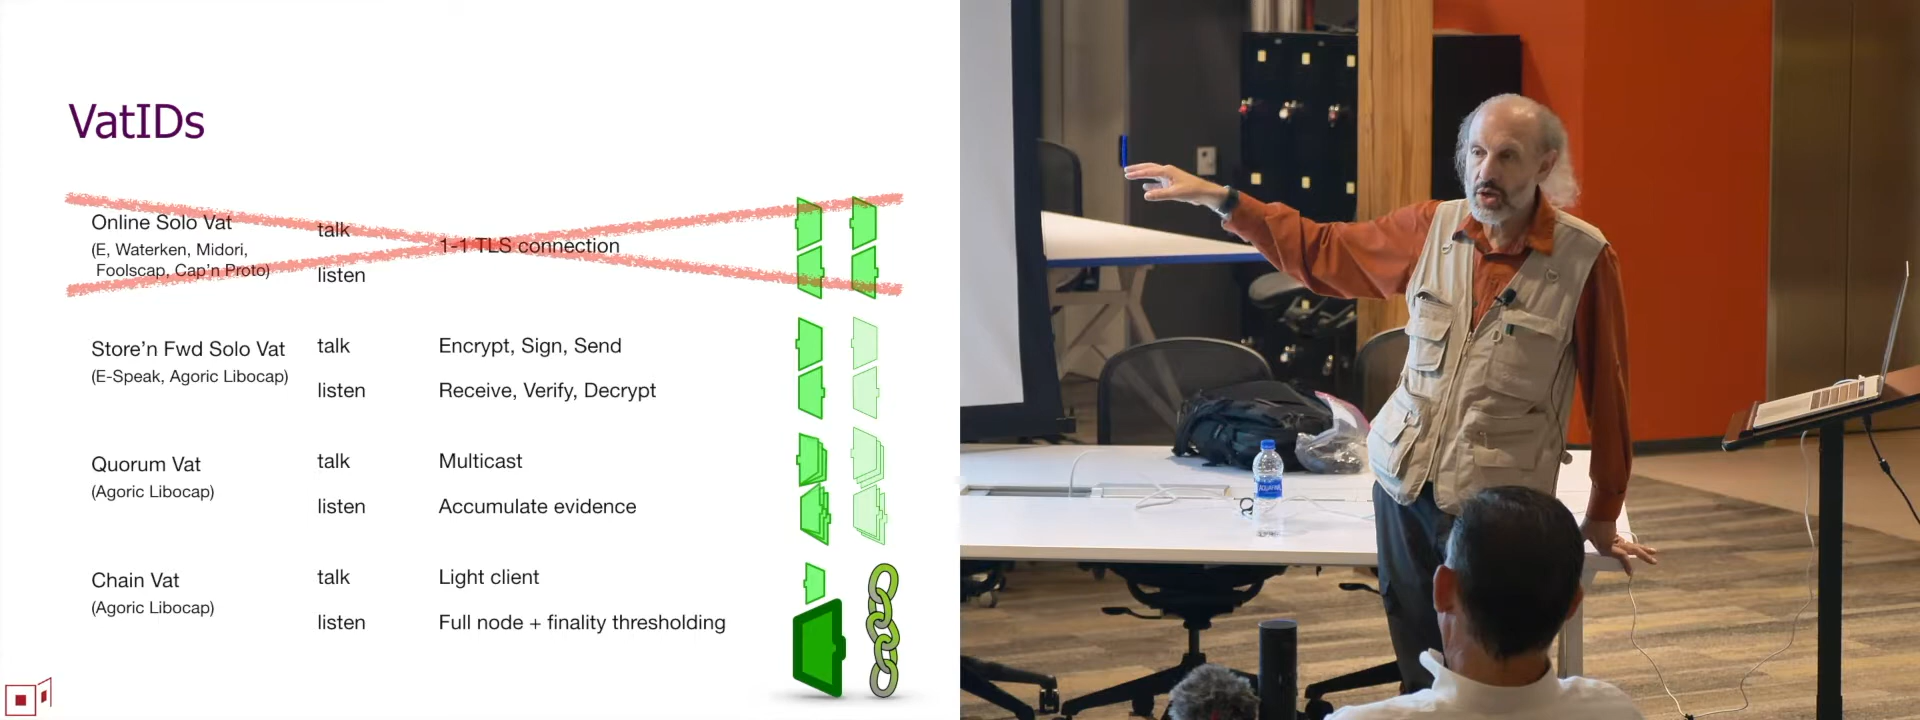 VatIDs
Online Solo Vat
(E, Waterken, Midori,
Foolscap, Cap'n Proto)
talk
listen
1-1 TLS connection
Store'n Fwd Solo Vat
(E-Speak, Agoric Libocap)
talk
Encrypt, Sign, Send
listen
Receive, Verify, Decrypt
Quorum Vat
(Agoric Libocap)
talk
Multicast
listen
Accumulate evidence
Chain Vat
(Agoric Libocap)
talk
Light client
listen
Full node + finality thresholding
AQUAFINA